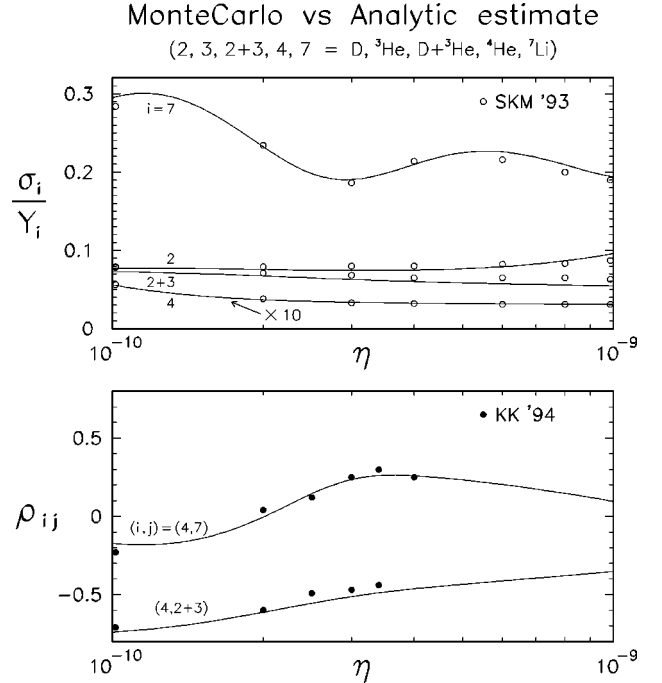 MonteCarlo vs Analytic estimate
(2, 3, 2+3, 4, 7 = D, ³He, D+³He, ⁴He, ⁷Li)
0.3
i=7
SKM '93
0.2
σᵢ
Yᵢ
0.1
2
2+3
4
×10
0
10⁻¹⁰
η
10⁻⁹
KK '94
0.5
ρᵢⱼ
0
(i,j)=(4,7)
−0.5
(4,2+3)
10⁻¹⁰
η
10⁻⁹